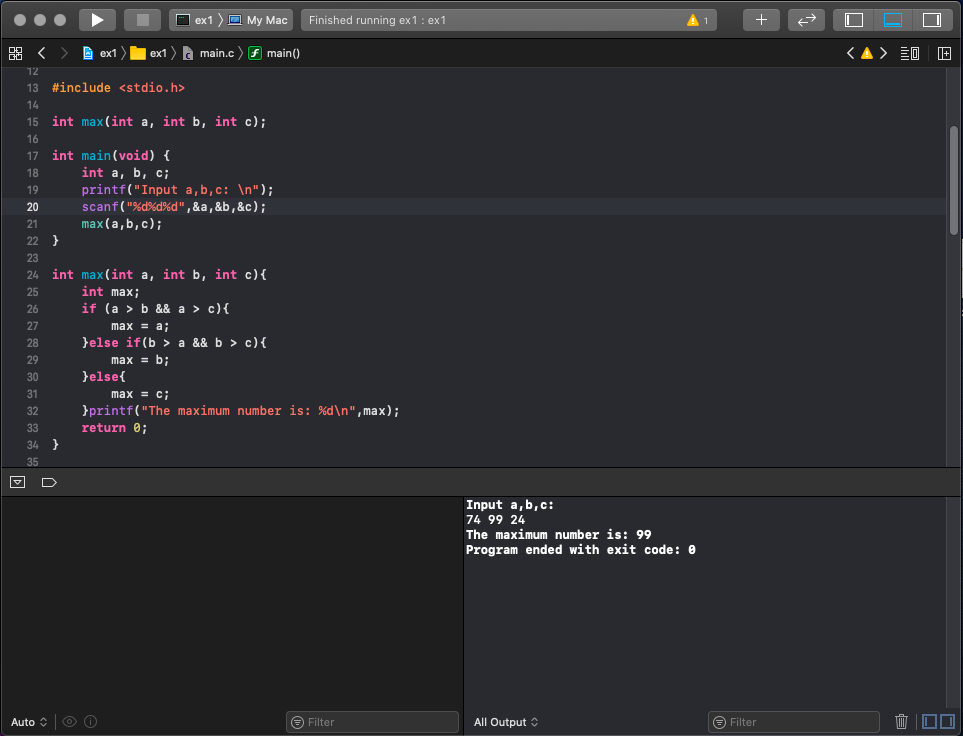 ex1 My Mac Finished running ex1 : ex1 1
ex1 ex1 main.c main()
12
13 #include <stdio.h>
14
15 int max(int a, int b, int c);
16
17 int main(void) {
18     int a, b, c;
19     printf("Input a,b,c: \n");
20     scanf("%d%d%d",&a,&b,&c);
21     max(a,b,c);
22 }
23
24 int max(int a, int b, int c){
25     int max;
26     if (a > b && a > c){
27         max = a;
28     }else if(b > a && b > c){
29         max = b;
30     }else{
31         max = c;
32     }printf("The maximum number is: %d\n",max);
33     return 0;
34 }
35
Input a,b,c:
74 99 24
The maximum number is: 99
Program ended with exit code: 0
Auto Filter All Output Filter